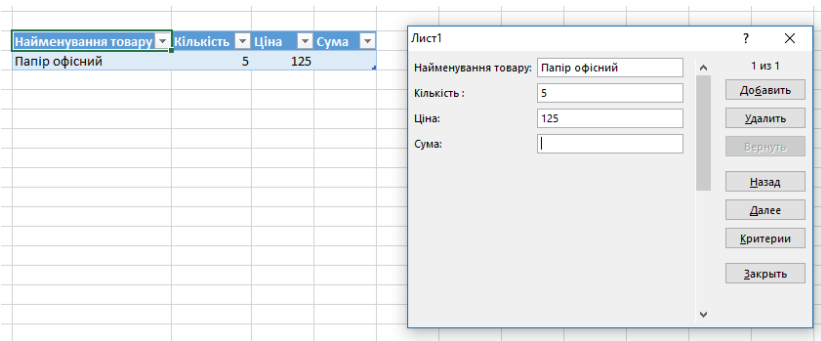 Найменування товару Кількість Ціна Сума
Папір офісний 5 125
Лист1 ?
Найменування товару: Папір офісний 1 из 1
Кількість : 5 Добавить
Ціна: 125 Удалить
Сума: Вернуть
Назад
Далее
Критерии
Закрыть